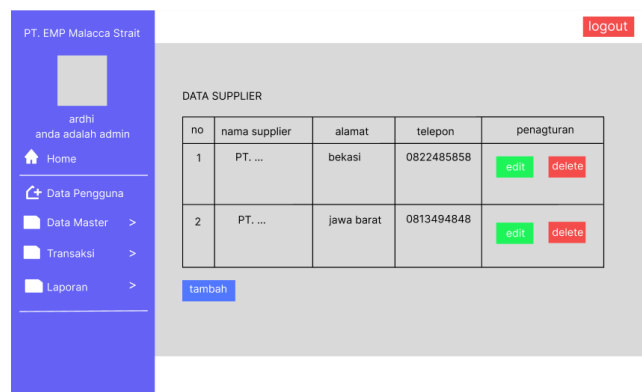 PT. EMP Malacca Strait
logout
ardhi
anda adalah admin
Home
Data Pengguna
Data Master >
Transaksi >
Laporan >
DATA SUPPLIER
no nama supplier alamat telepon penagturan
1 PT. ... bekasi 0822485858 edit delete
2 PT. ... jawa barat 0813494848 edit delete
tambah